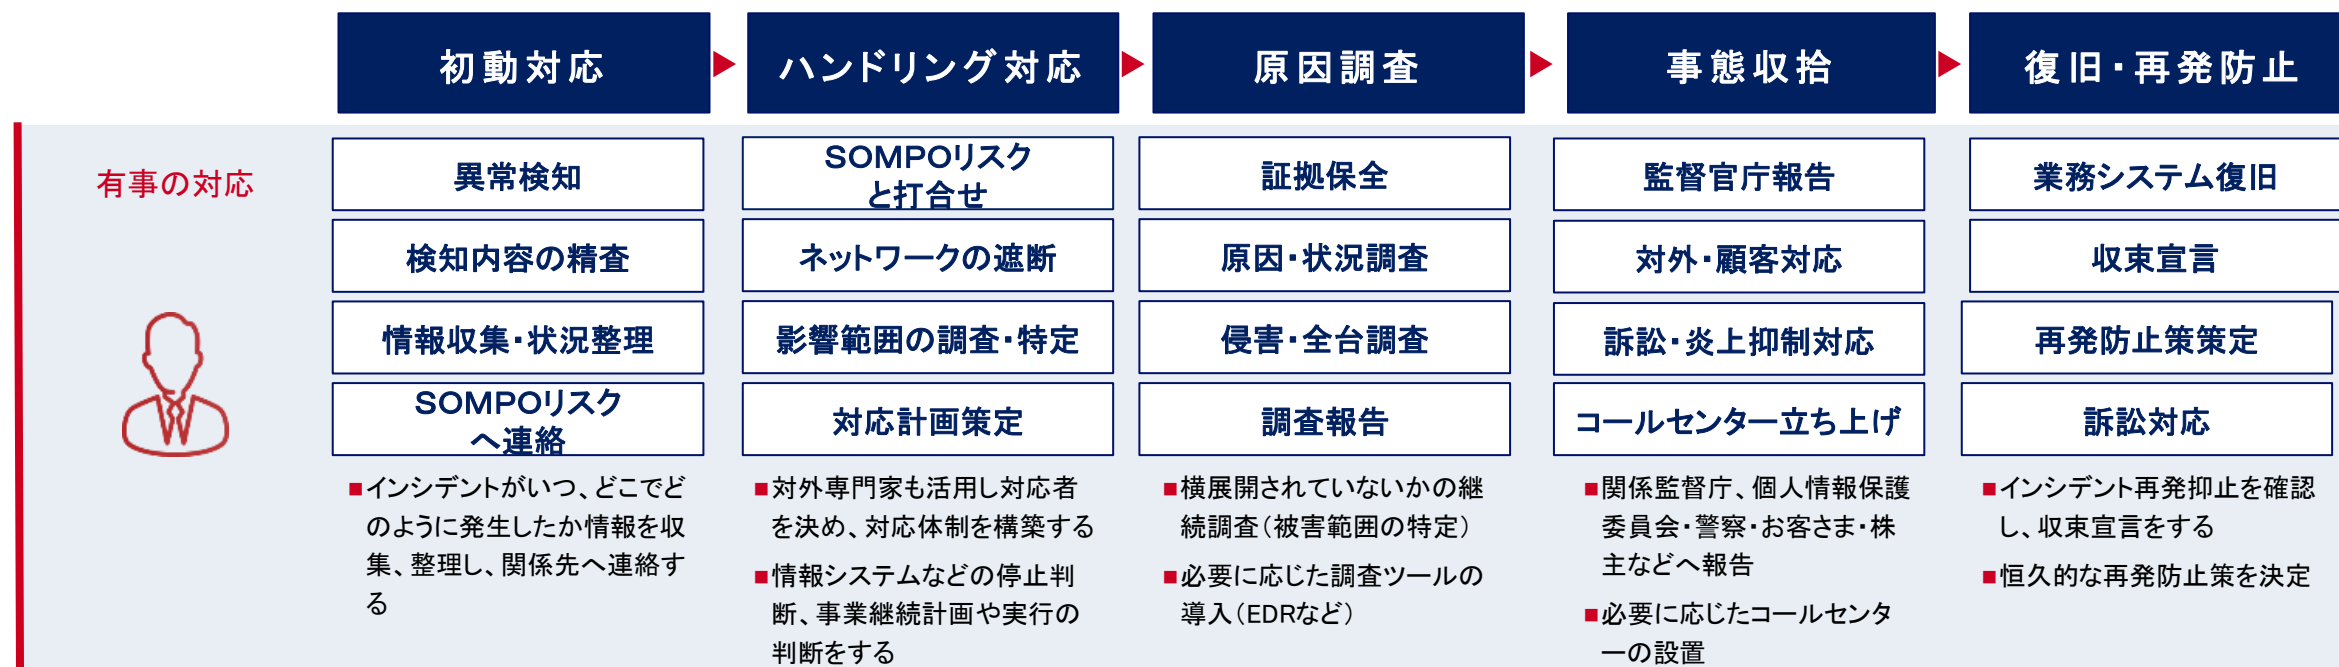 初動対応
ハンドリング対応
原因調査
事態収拾
復旧・再発防止
有事の対応
異常検知
検知内容の精査
情報収集・状況整理
SOMPOリスク
へ連絡
■インシデントがいつ、どこでど
のように発生したか情報を収
集、整理し、関係先へ連絡す
る
SOMPOリスク
と打合せ
ネットワークの遮断
影響範囲の調査・特定
対応計画策定
■対外専門家も活用し対応者
を決め、対応体制を構築する
■情報システムなどの停止判
断、事業継続計画や実行の
判断をする
証拠保全
原因・状況調査
侵害・全台調査
調査報告
■横展開されていないかの継
続調査（被害範囲の特定）
■必要に応じた調査ツールの
導入（EDRなど）
監督官庁報告
対外・顧客対応
訴訟・炎上抑制対応
コールセンター立ち上げ
■関係監督庁、個人情報保護
委員会・警察・お客さま・株
主などへ報告
■必要に応じたコールセンタ
ーの設置
業務システム復旧
収束宣言
再発防止策策定
訴訟対応
■インシデント再発抑止を確認
し、収束宣言をする
■恒久的な再発防止策を決定